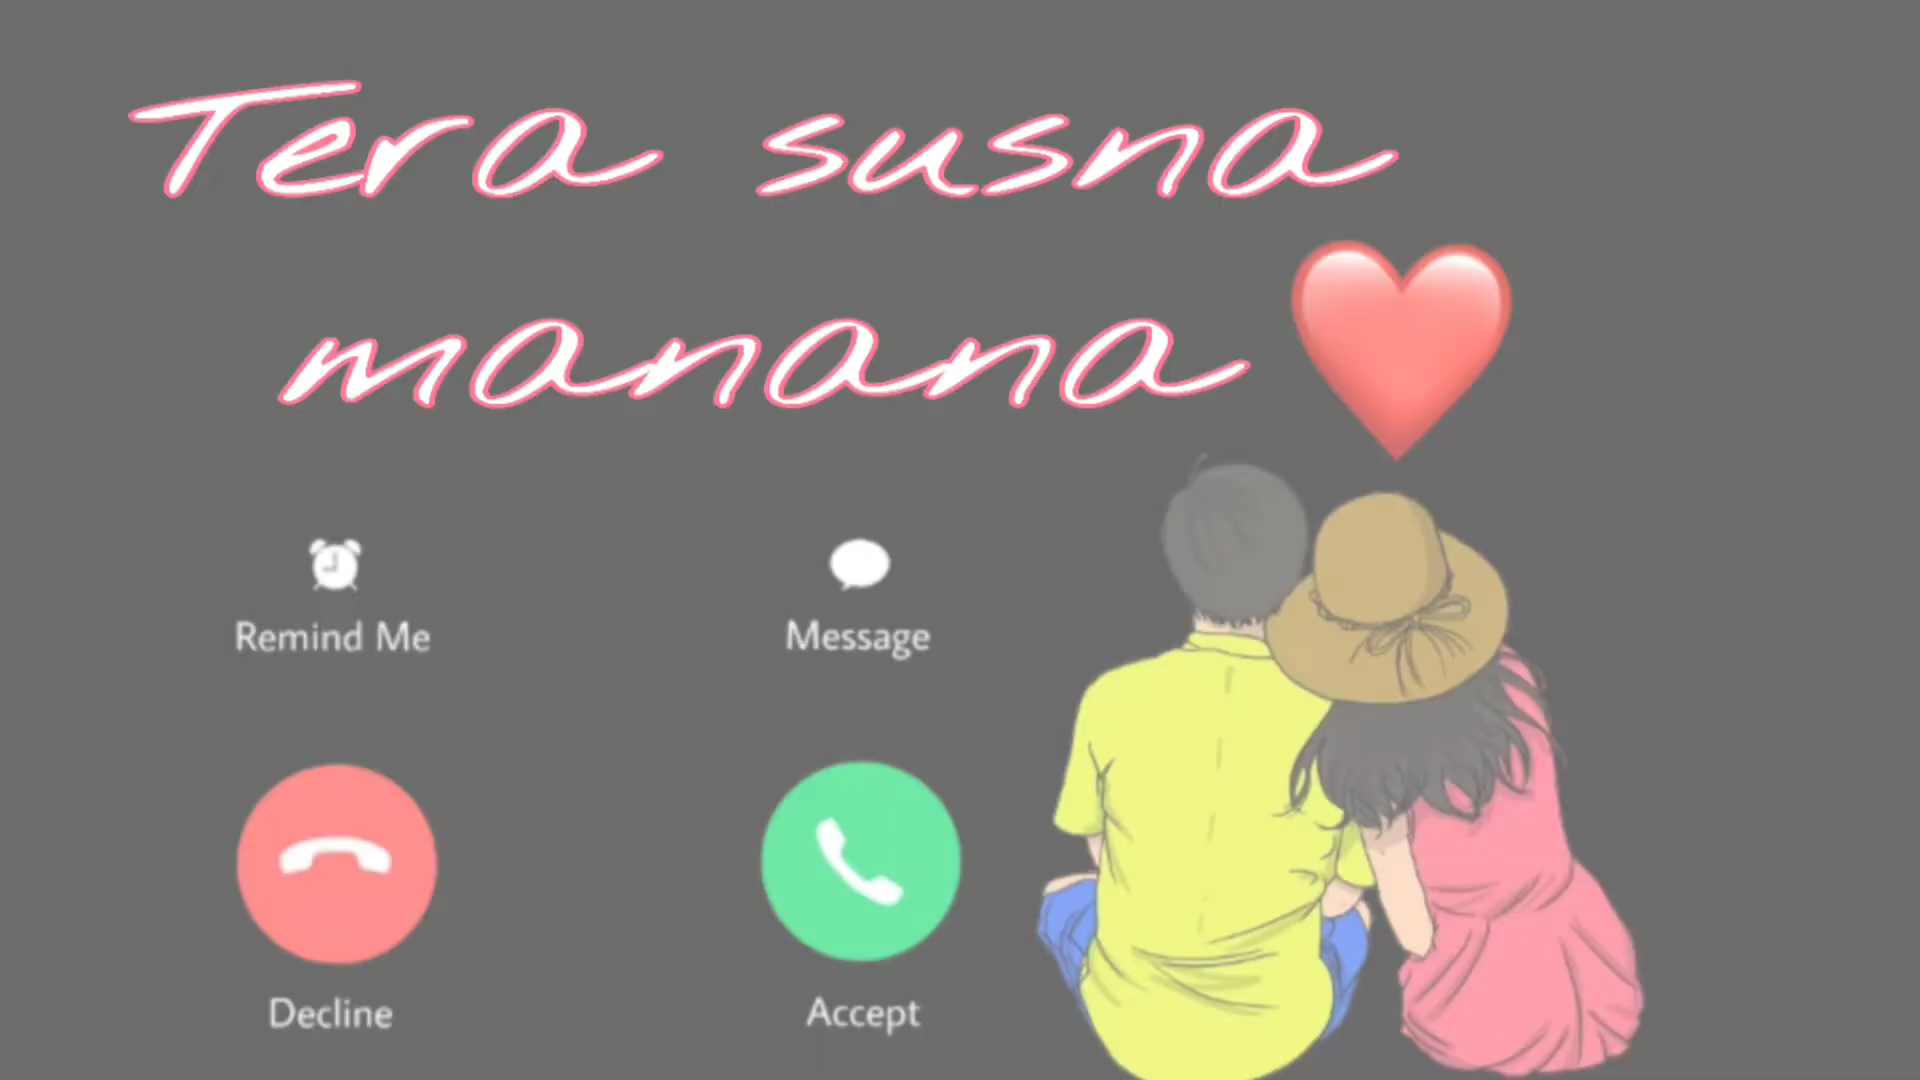 Tera susna
manana
Remind Me
Message
Decline
Accept